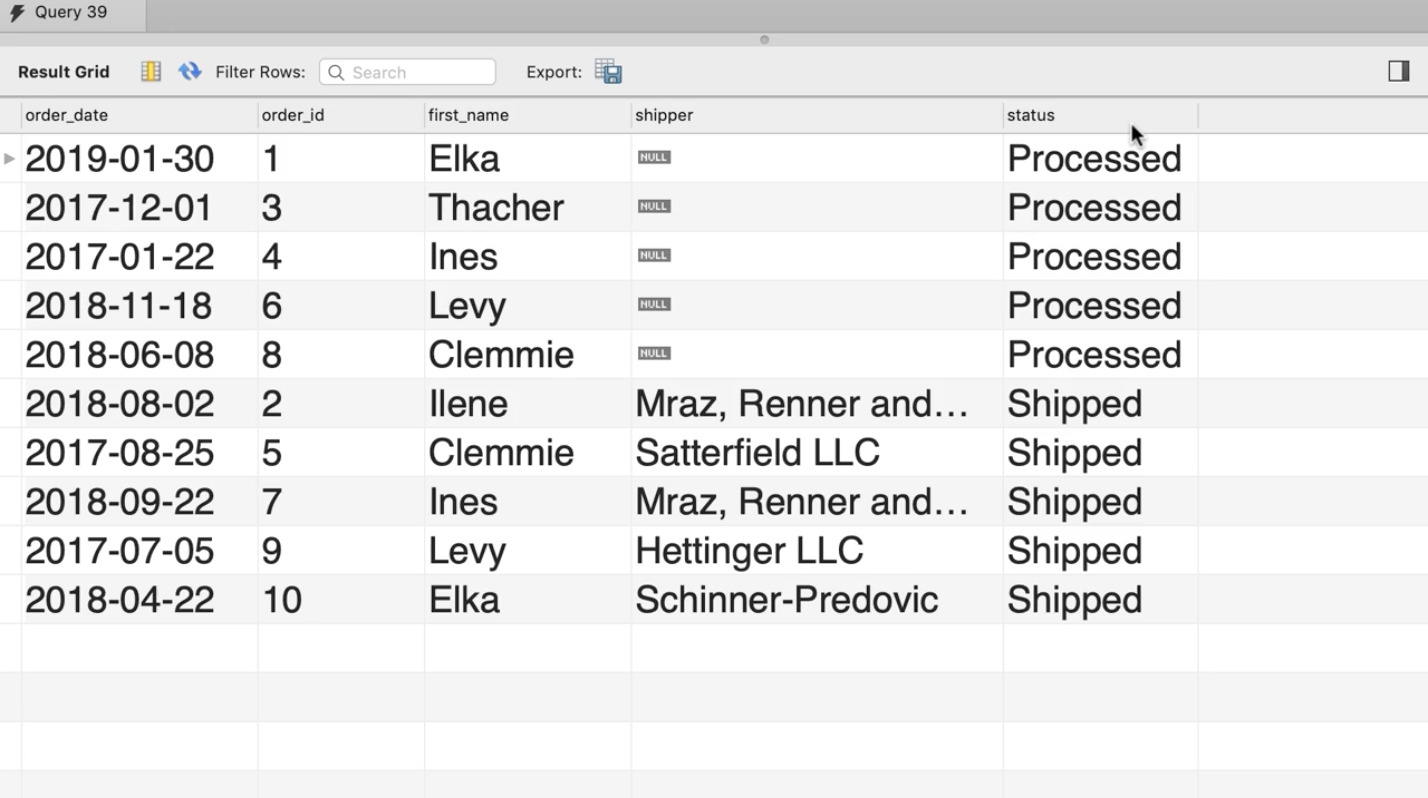 Query 39
Result Grid Filter Rows: Search Export:
order_date order_id first_name shipper status
2019-01-30 1 Elka NULL Processed
2017-12-01 3 Thacher NULL Processed
2017-01-22 4 Ines NULL Processed
2018-11-18 6 Levy NULL Processed
2018-06-08 8 Clemmie NULL Processed
2018-08-02 2 Ilene Mraz, Renner and… Shipped
2017-08-25 5 Clemmie Satterfield LLC Shipped
2018-09-22 7 Ines Mraz, Renner and… Shipped
2017-07-05 9 Levy Hettinger LLC Shipped
2018-04-22 10 Elka Schinner-Predovic Shipped